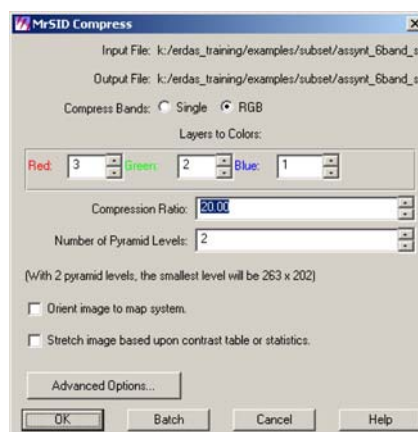 MrSID Compress
Input File: k:/erdas_training/examples/subset/assynt_6band_s
Output File: k:/erdas_training/examples/subset/assynt_6band_s
Compress Bands: Single RGB
Layers to Colors:
Red: 3 Green: 2 Blue: 1
Compression Ratio: 20.00
Number of Pyramid Levels: 2
(With 2 pyramid levels, the smallest level will be 263 x 202)
Orient image to map system.
Stretch image based upon contrast table or statistics.
Advanced Options...
OK Batch Cancel Help